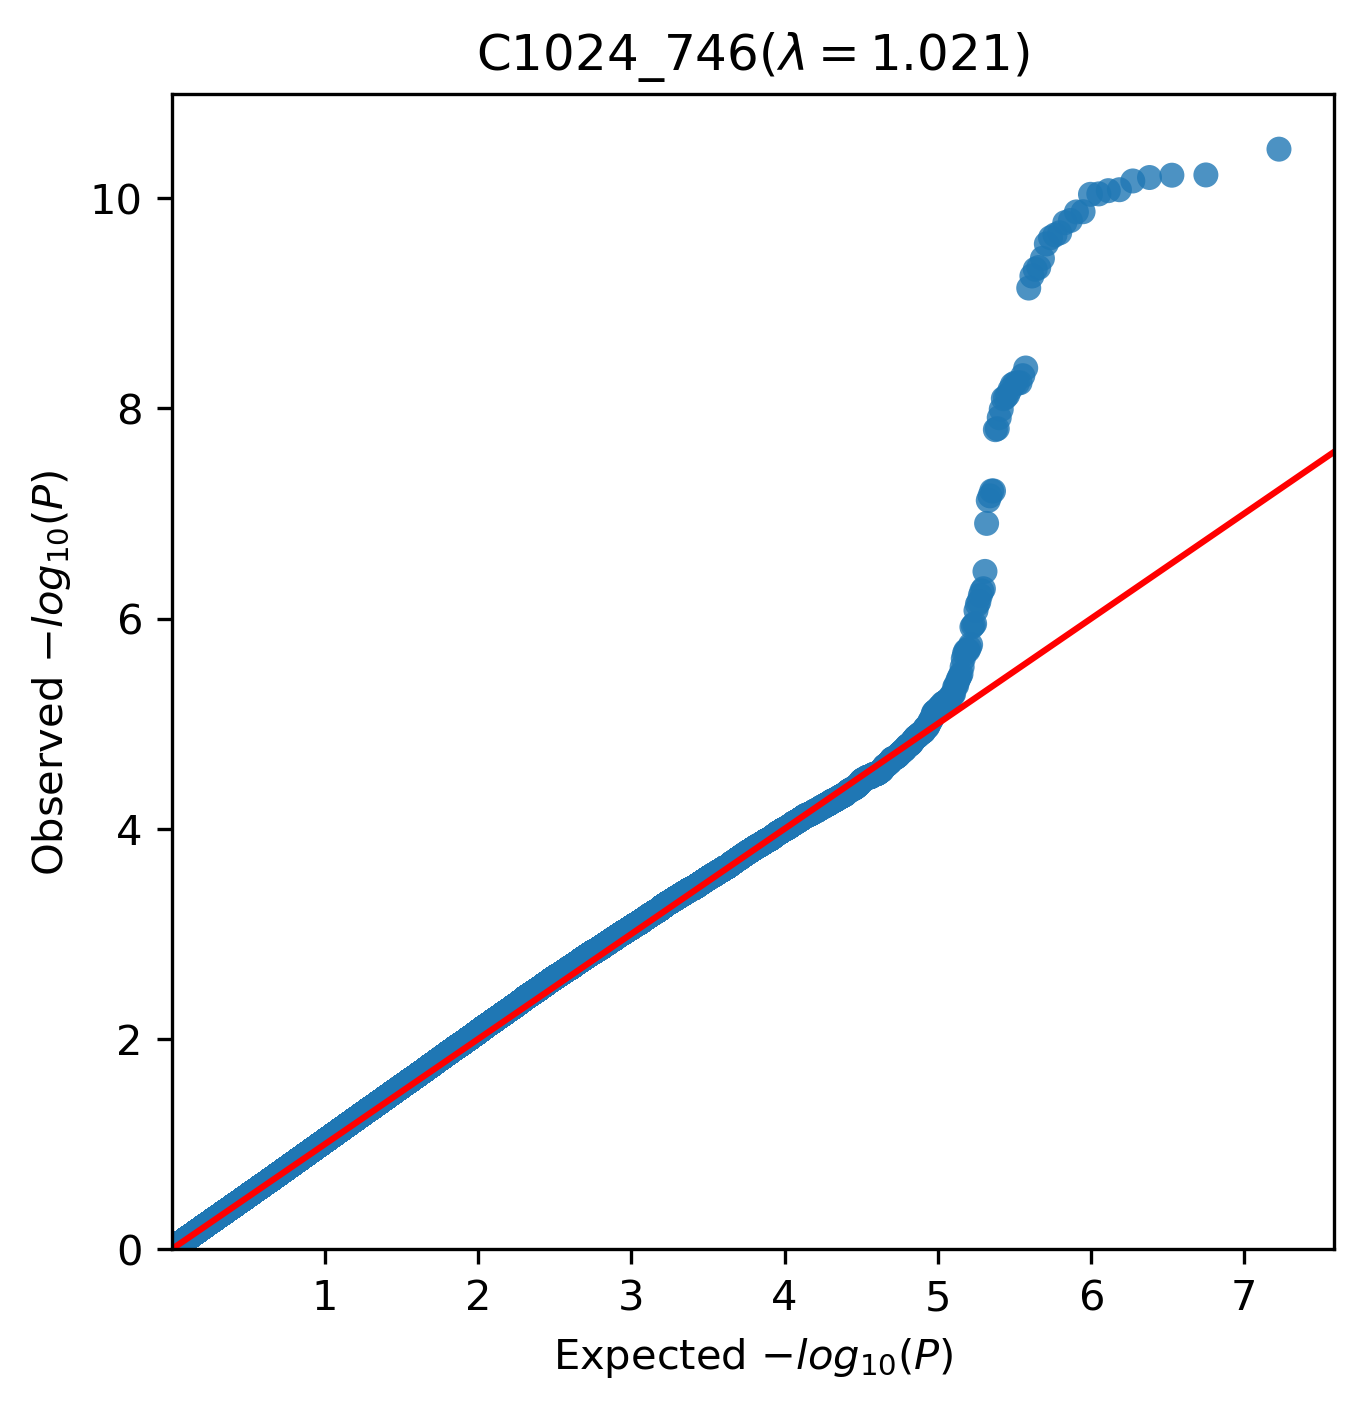 C1024_746(λ = 1.021)
10
8
6
4
2
0
Observed −log₁₀(P)
1 2 3 4 5 6 7
Expected −log₁₀(P)